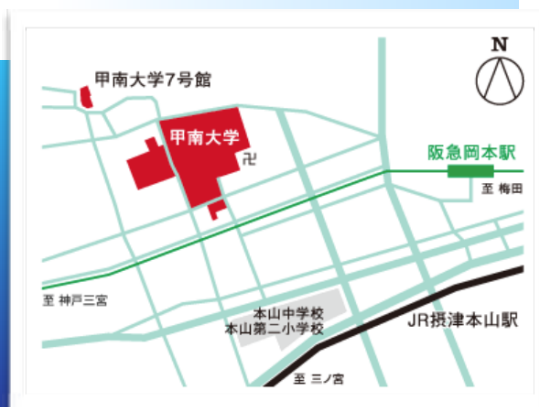 N
甲南大学7号館
甲南大学
卍
阪急岡本駅
至 梅田
至 神戸三宮
本山中学校
本山第二小学校
JR摂津本山駅
至 三ノ宮